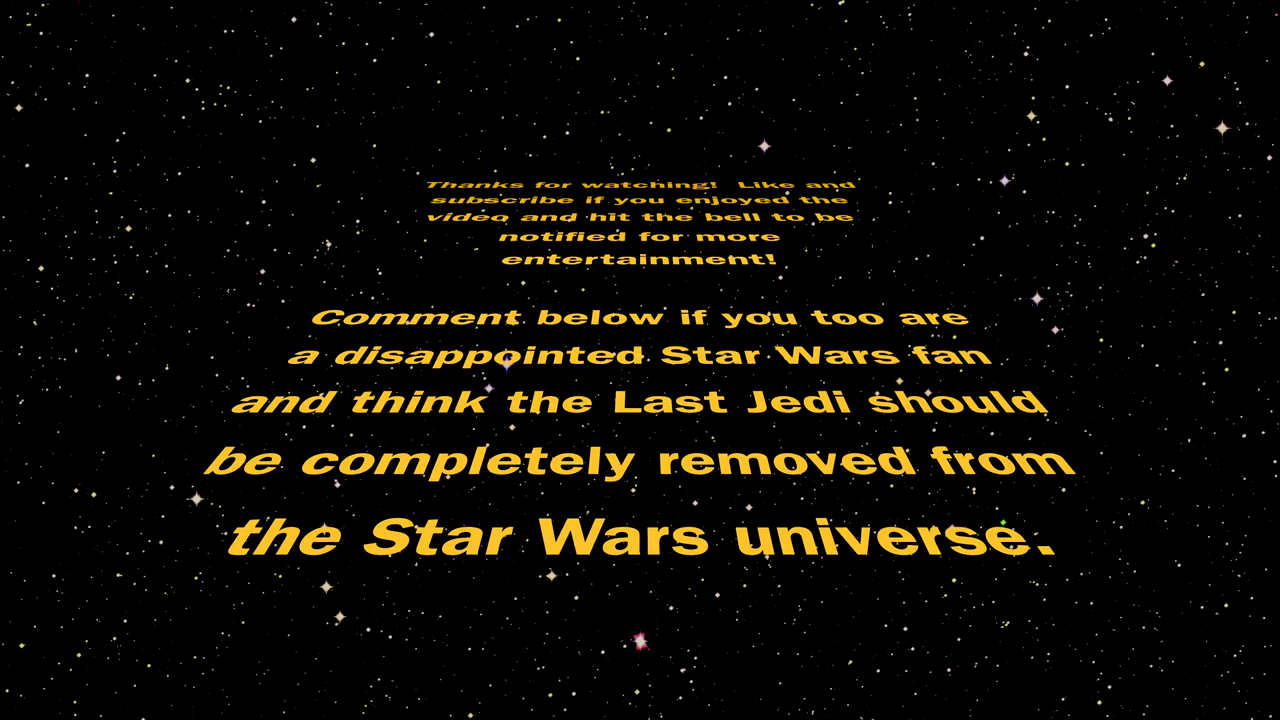 Thanks for watching!  Like and
subscribe if you enjoyed the
video and hit the bell to be
notified for more
entertainment!
Comment below if you too are
a disappointed Star Wars fan
and think the Last Jedi should
be completely removed from
the Star Wars universe.